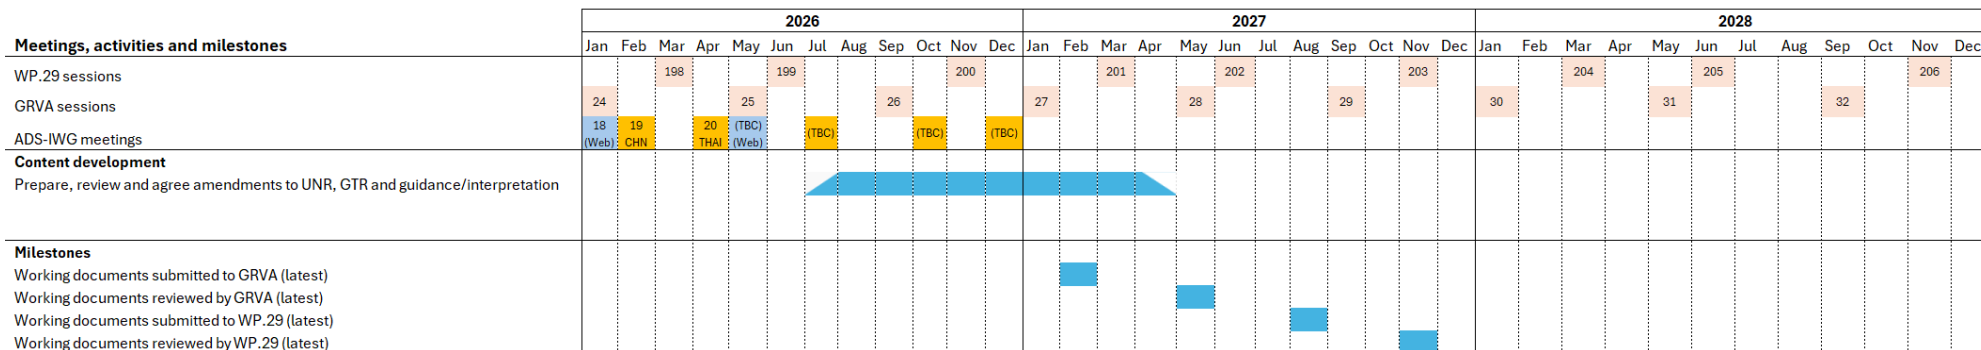 2026 2027 2028
Meetings, activities and milestones Jan Feb Mar Apr May Jun Jul Aug Sep Oct Nov Dec Jan Feb Mar Apr May Jun Jul Aug Sep Oct Nov Dec Jan Feb Mar Apr May Jun Jul Aug Sep Oct Nov Dec
WP.29 sessions 198 199 200 201 202 203 204 205 206
GRVA sessions 24 25 26 27 28 29 30 31 32
18 19 20 (TBC)
ADS-IWG meetings (TBC) (TBC) (TBC)
(Web) CHN THAI (Web)
Content development
Prepare, review and agree amendments to UNR, GTR and guidance/interpretation
Milestones
Working documents submitted to GRVA (latest)
Working documents reviewed by GRVA (latest)
Working documents submitted to WP.29 (latest)
Working documents reviewed by WP.29 (latest)